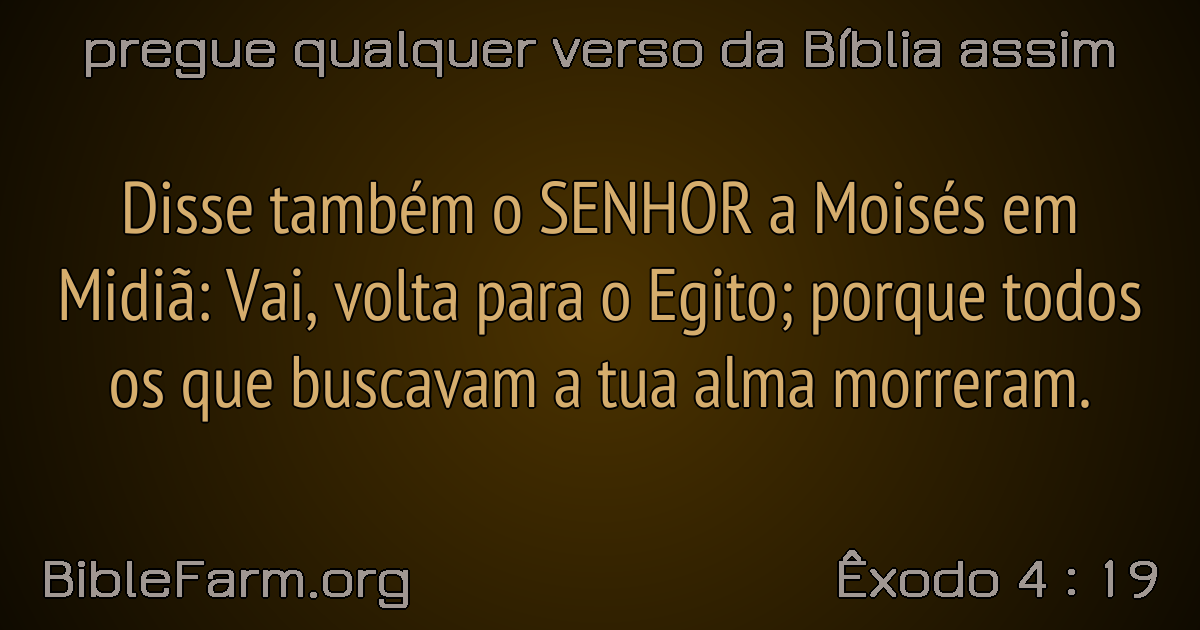 pregue qualquer verso da Bíblia assim
Disse também o SENHOR a Moisés em
Midiã: Vai, volta para o Egito; porque todos
os que buscavam a tua alma morreram.
BibleFarm.org
Êxodo 4 : 19